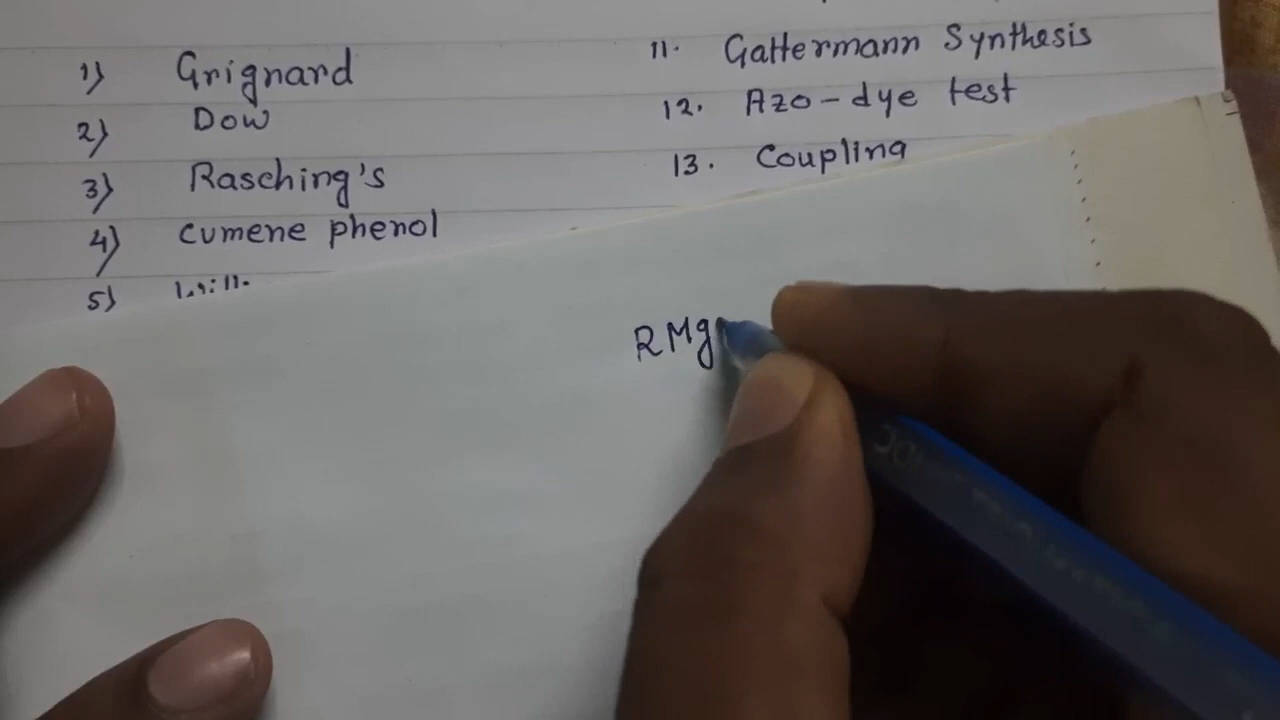 1) Grignard
2) Dow
3) Rasching's
4) Cumene phenol
5)
11. Gattermann Synthesis
12. Azo-dye test
13. Coupling
RMg